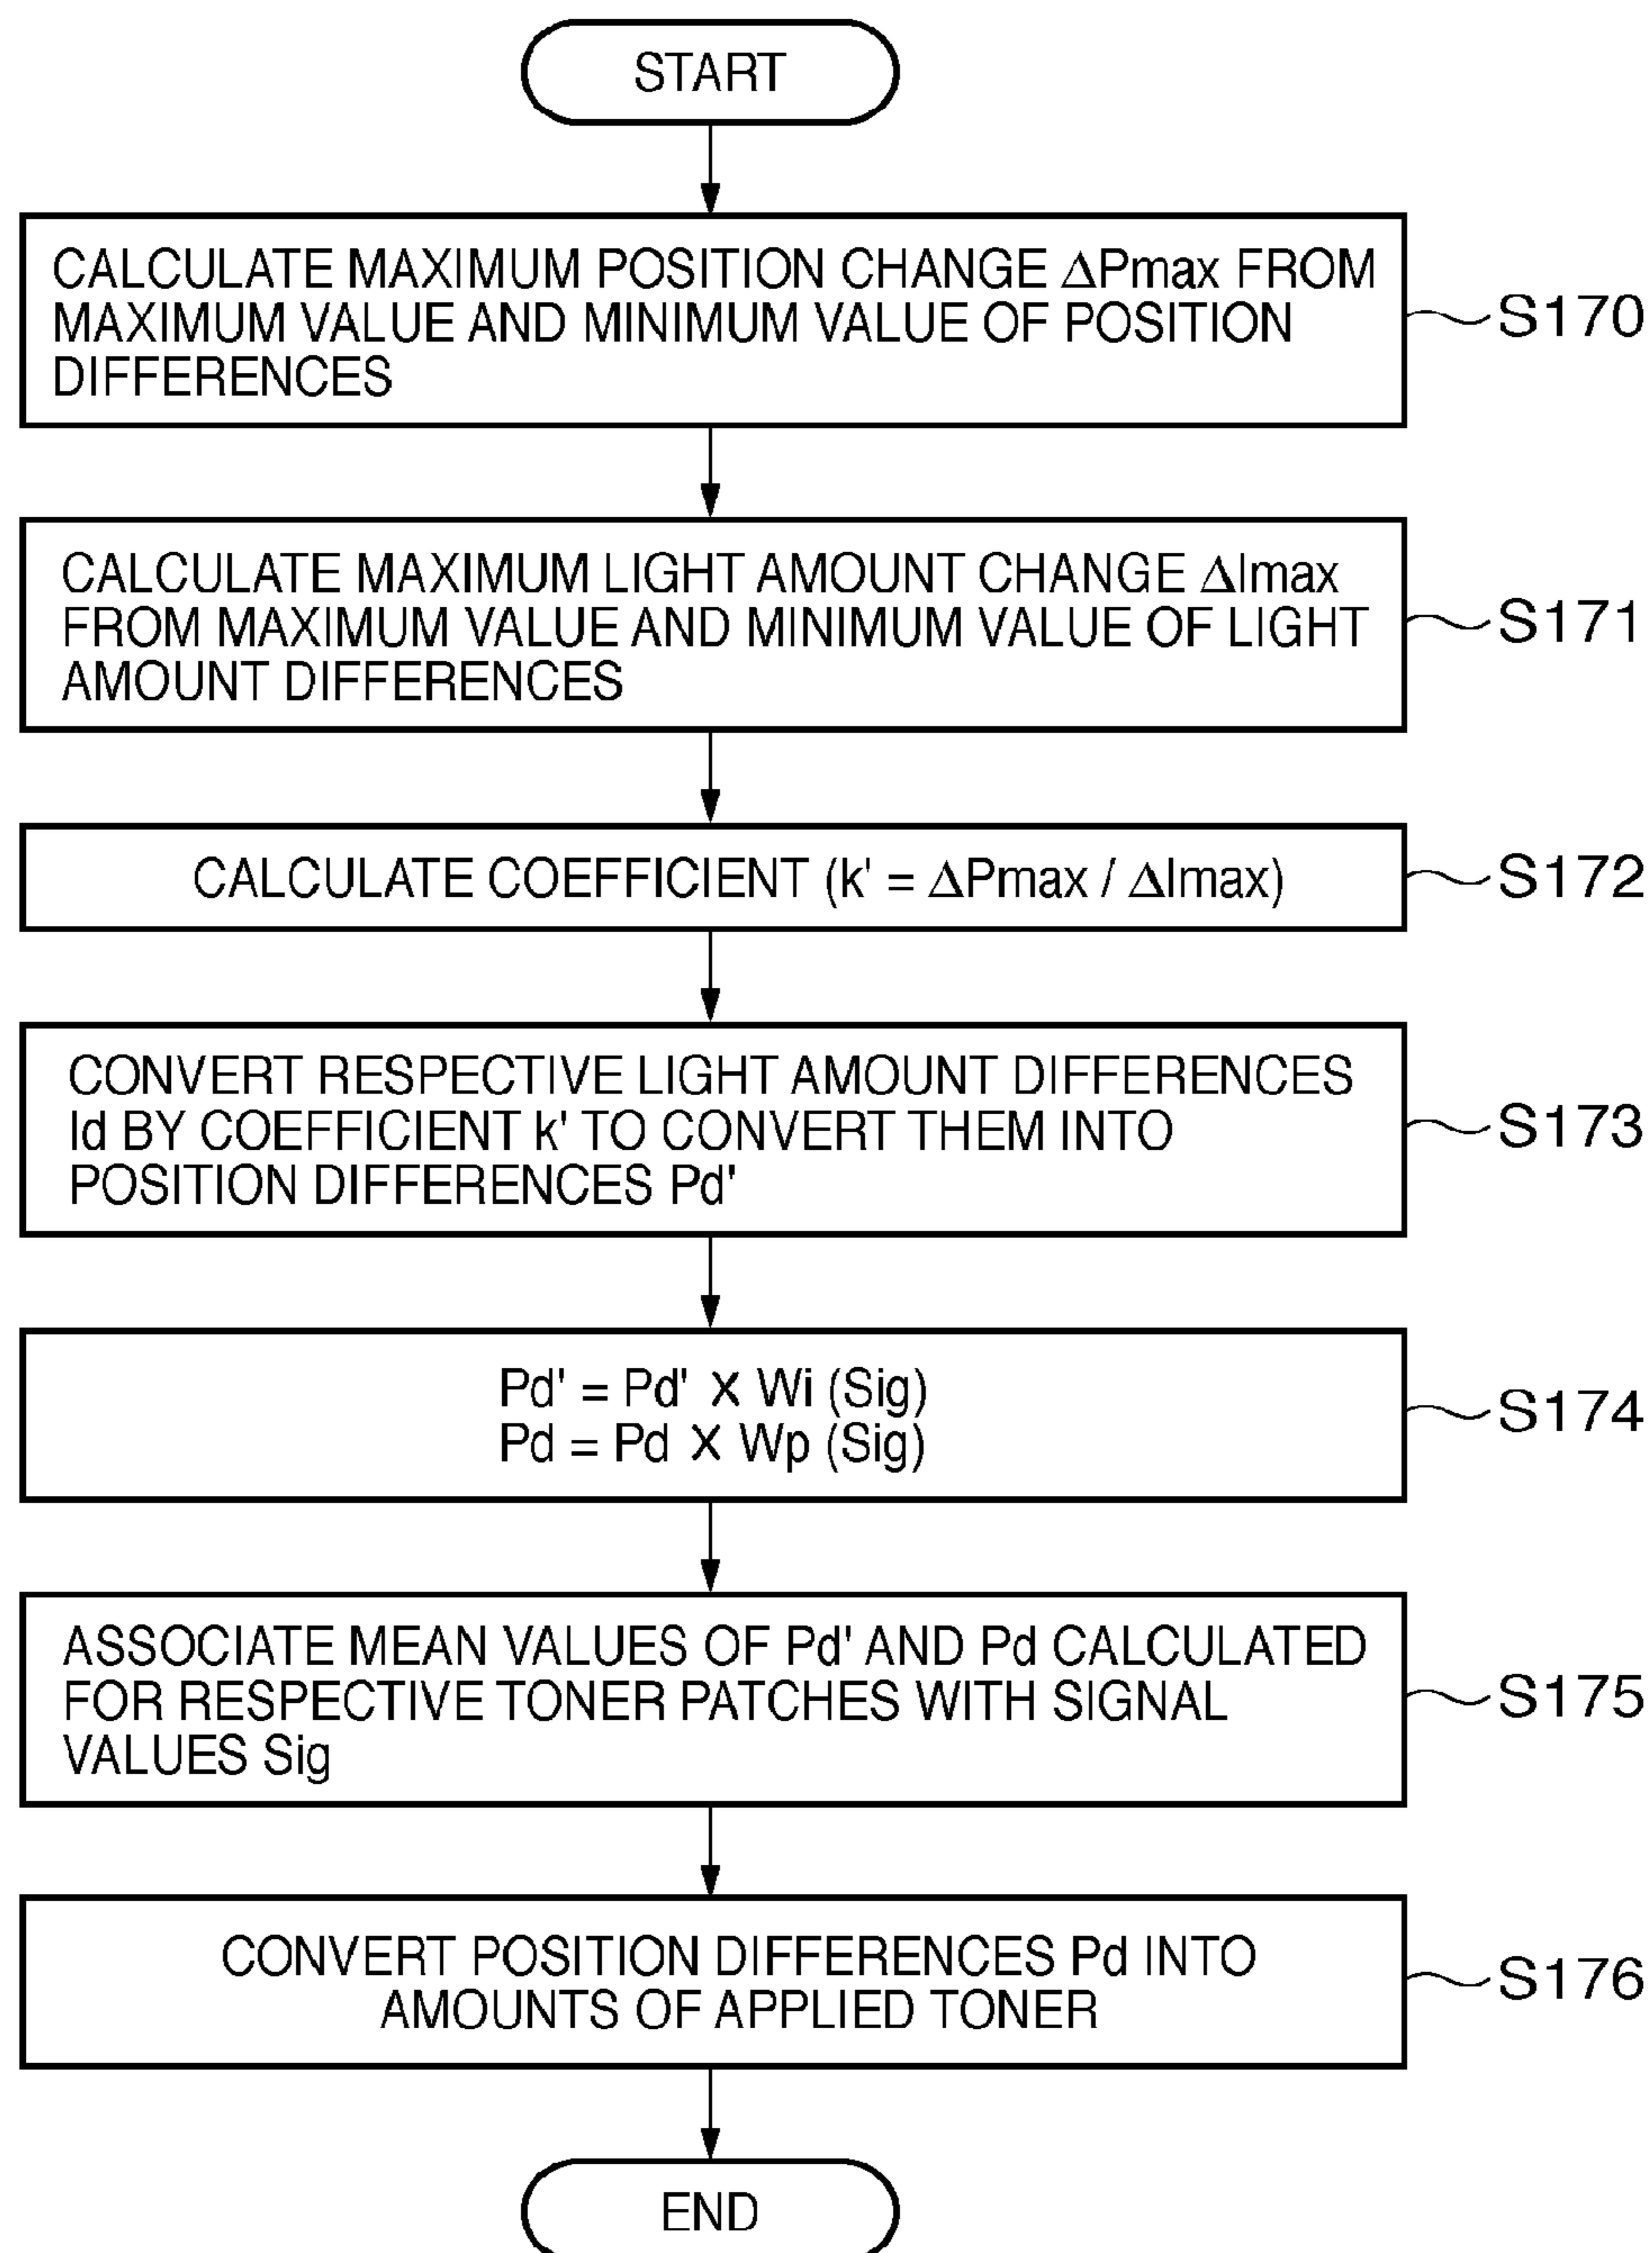 START
CALCULATE MAXIMUM POSITION CHANGE ΔPmax FROM
MAXIMUM VALUE AND MINIMUM VALUE OF POSITION
DIFFERENCES
S170
CALCULATE MAXIMUM LIGHT AMOUNT CHANGE ΔImax
FROM MAXIMUM VALUE AND MINIMUM VALUE OF LIGHT
AMOUNT DIFFERENCES
S171
CALCULATE COEFFICIENT (k' = ΔPmax / ΔImax)
S172
CONVERT RESPECTIVE LIGHT AMOUNT DIFFERENCES
Id BY COEFFICIENT k' TO CONVERT THEM INTO
POSITION DIFFERENCES Pd'
S173
Pd' = Pd' X Wi (Sig)
Pd = Pd X Wp (Sig)
S174
ASSOCIATE MEAN VALUES OF Pd' AND Pd CALCULATED
FOR RESPECTIVE TONER PATCHES WITH SIGNAL
VALUES Sig
S175
CONVERT POSITION DIFFERENCES Pd INTO
AMOUNTS OF APPLIED TONER
S176
END